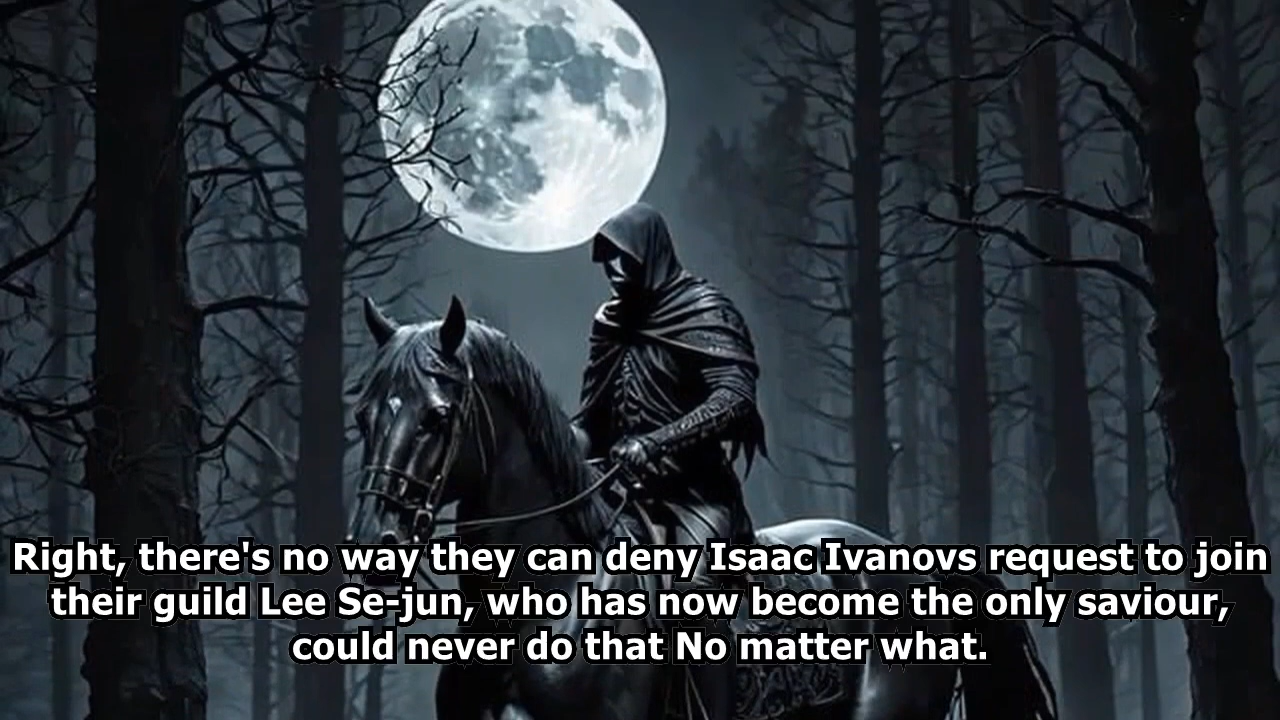 Right, there's no way they can deny Isaac Ivanovs request to join
their guild Lee Se-jun, who has now become the only saviour,
could never do that No matter what.